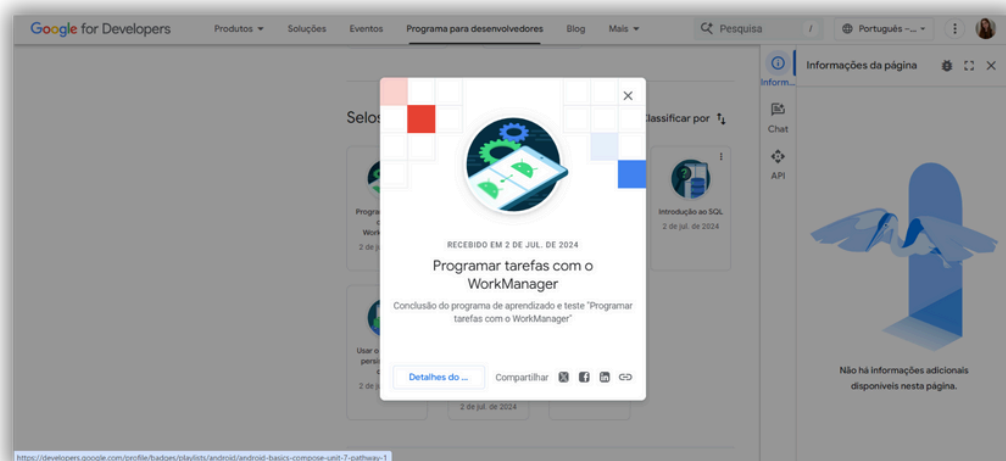 Google for Developers
Produtos
Soluções
Eventos
Programa para desenvolvedores
Blog
Mais
Pesquisa
/
Português –...
Inform...
Informações da página
Chat
API
Selos
Classificar por
Introdução ao SQL
2 de jul. de 2024
RECEBIDO EM 2 DE JUL. DE 2024
Programar tarefas com o
WorkManager
Conclusão do programa de aprendizado e teste "Programar
tarefas com o WorkManager"
Detalhes do ...
Compartilhar
2 de jul. de 2024
Não há informações adicionais
disponíveis nesta página.
https://developers.google.com/profile/badges/playlists/android/android-basics-compose-unit-7-pathway-1